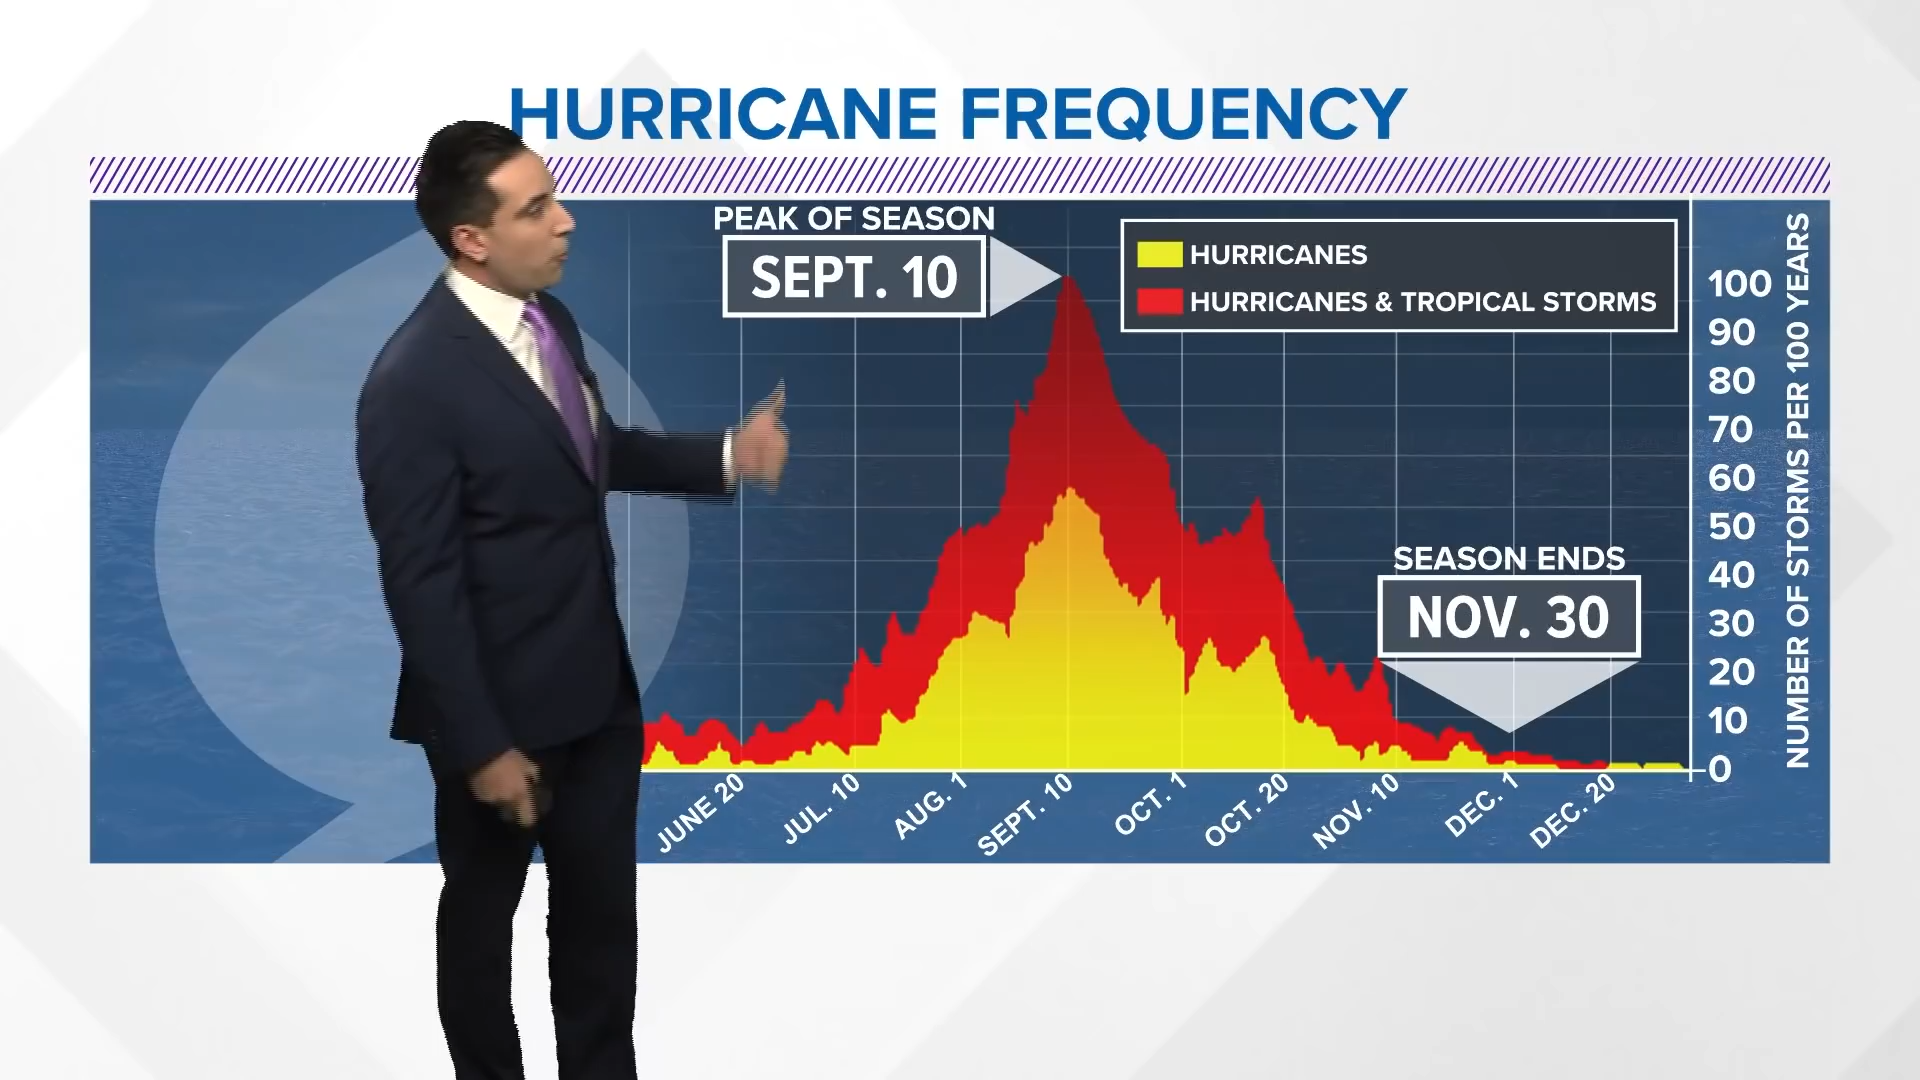 HURRICANE FREQUENCY
PEAK OF SEASON
SEPT. 10
HURRICANES
HURRICANES & TROPICAL STORMS
SEASON ENDS
NOV. 30
100
90
80
70
60
50
40
30
20
10
0
NUMBER OF STORMS PER 100 YEARS
JUNE 20
JUL. 10
AUG. 1
SEPT. 10
OCT. 1
OCT. 20
NOV. 10
DEC. 1
DEC. 20